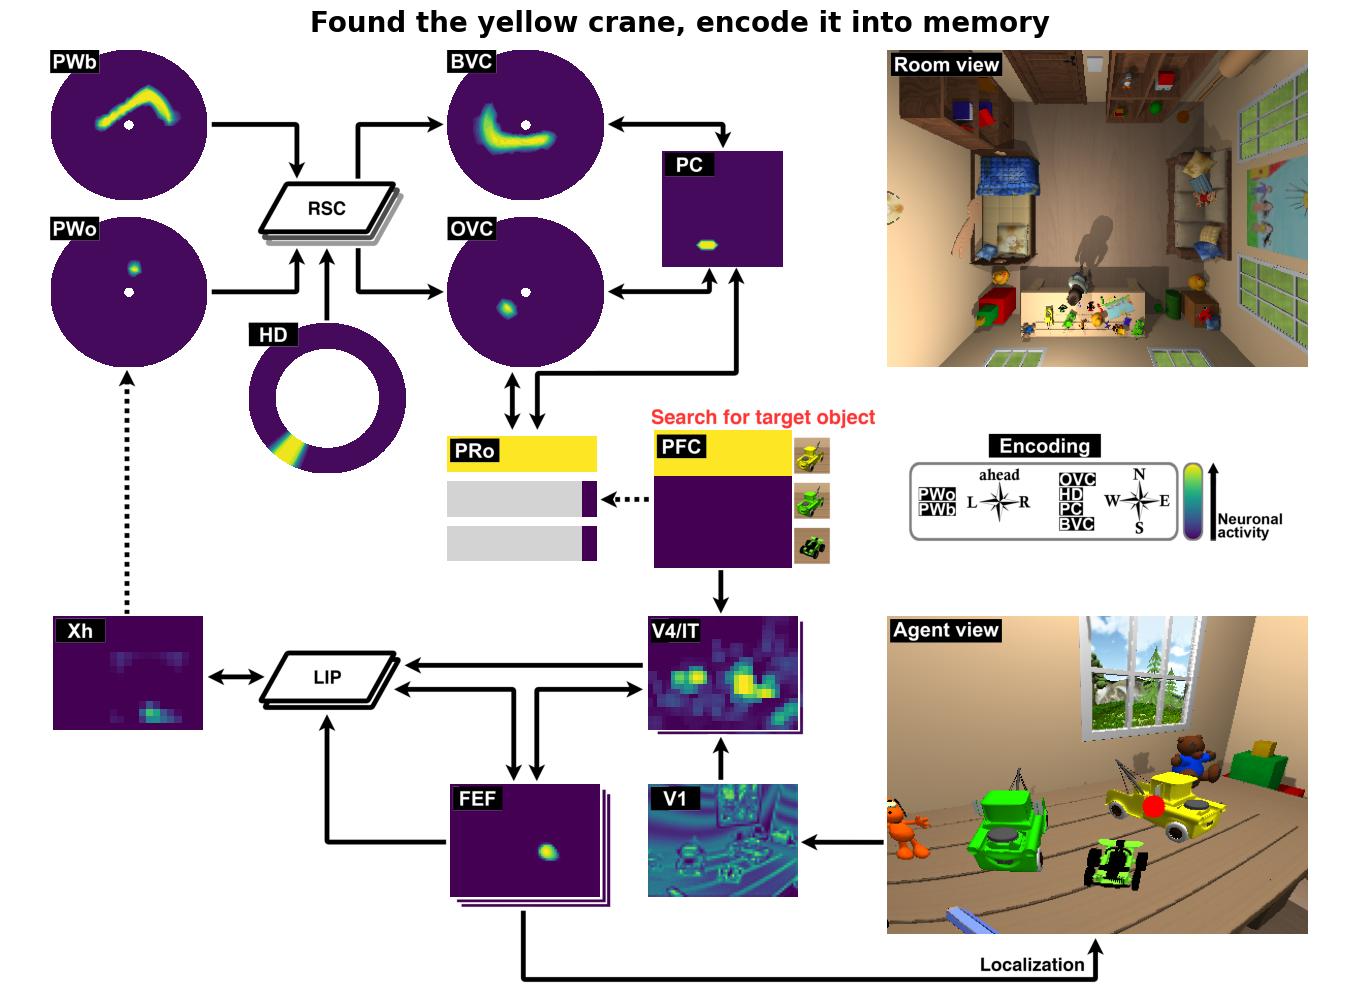 Found the yellow crane, encode it into memory
PWb
BVC
Room view
PC
RSC
PWo
OVC
HD
Search for target object
PRo
PFC
Encoding
ahead
L R
PWo
PWb
OVC
HD
PC
BVC
N
W E
S
Neuronal
activity
Xh
LIP
V4/IT
Agent view
FEF
V1
Localization